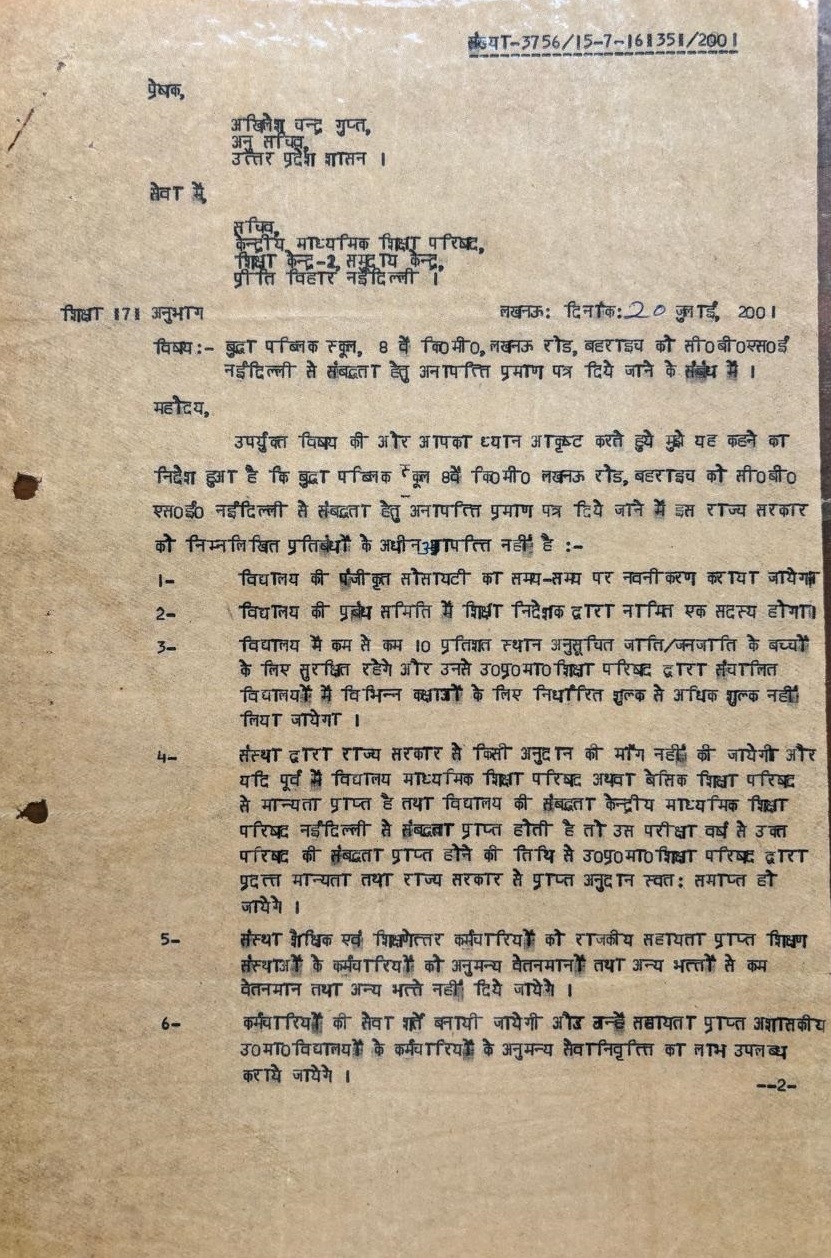 संख्या-3756/15-7-16।35।/2001
प्रेषक,
अखिलेश चन्द्र गुप्त,
अनु सचिव,
उत्तर प्रदेश शासन ।
सेवा में,
सचिव,
केन्द्रीय माध्यमिक शिक्षा परिषद,
शिक्षा केन्द्र-2, समुदाय केन्द्र,
प्रीति विहार नईदिल्ली ।
शिक्षा ।7। अनुभाग लखनऊ: दिनांक: 20 जुलाई, 2001
विषय:- बुद्धा पब्लिक स्कूल, 8 वें कि0मी0, लखनऊ रोड, बहराइच को सी0बी0एस0ई
नईदिल्ली से संबद्धता हेतु अनापत्ति प्रमाण पत्र दिये जाने के संबंध में ।
महोदय,
उपर्युक्त विषय की ओर आपका ध्यान आकृष्ट करते हुये मुझे यह कहने का
निदेश हुआ है कि बुद्धा पब्लिक स्कूल 8वें कि0मी0 लखनऊ रोड, बहराइच को सी0बी0
एस0ई0 नईदिल्ली से संबद्धता हेतु अनापत्ति प्रमाण पत्र दिये जाने में इस राज्य सरकार
को निम्नलिखित प्रतिबंधों के अधीन आपत्ति नहीं है :-
1- विद्यालय की पंजीकृत सोसायटी का समय-समय पर नवनीकरण कराया जायेगा
2- विद्यालय की प्रबंध समिति में शिक्षा निदेशक द्वारा नामित एक सदस्य होगा।
3- विद्यालय में कम से कम 10 प्रतिशत स्थान अनुसूचित जाति/जनजाति के बच्चों
के लिए सुरक्षित रहेगे और उनसे उ0प्र0मा0शिक्षा परिषद द्वारा संचालित
विद्यालयों में विभिन्न कक्षाओं के लिए निर्धारित शुल्क से अधिक शुल्क नहीं
लिया जायेगा ।
4- संस्था द्वारा राज्य सरकार से किसी अनुदान की माँग नहीं की जायेगी और
यदि पूर्व में विद्यालय माध्यमिक शिक्षा परिषद अथवा बेसिक शिक्षा परिषद
से मान्यता प्राप्त है तथा विद्यालय की संबद्धता केन्द्रीय माध्यमिक शिक्षा
परिषद नईदिल्ली से संबद्धता प्राप्त होती है तो उस परीक्षा वर्ष से उक्त
परिषद की संबद्धता प्राप्त होने की तिथि से उ0प्र0मा0शिक्षा परिषद द्वारा
प्रदत्त मान्यता तथा राज्य सरकार से प्राप्त अनुदान स्वत: समाप्त हो
जायेगे ।
5- संस्था शैक्षिक एवं शिक्षणेत्तर कर्मचारियों को राजकीय सहायता प्राप्त शिक्षण
संस्थाओं के कर्मचारियों को अनुमन्य वेतनमानों तथा अन्य भत्तों से कम
वेतनमान तथा अन्य भत्ते नहीं दिये जायेगे ।
6- कर्मचारियों की सेवा शर्ते बनायी जायेगी और उन्हें सहायता प्राप्त अशासकीय
उ0मा0विद्यालयों के कर्मचारियों के अनुमन्य सेवानिवृत्ति का लाभ उपलब्ध
कराये जायेगे ।
--2-